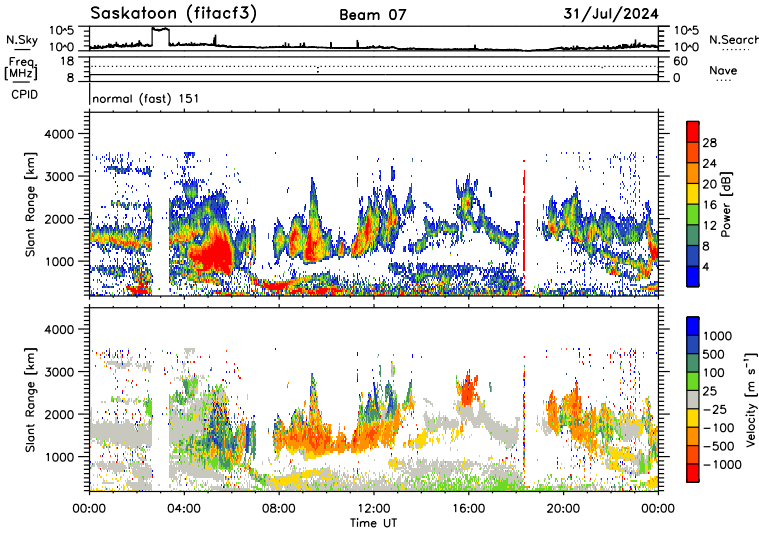 Saskatoon (fitacf3) Beam 07 31/Jul/2024
N.Sky 10^5 10^0 10^5 10^0 N.Search
Freq. [MHz] 18 8 60 0 Nave
CPID normal (fast) 151
Slant Range [km] 4000 3000 2000 1000
28 24 20 16 12 8 4 Power [dB]
Slant Range [km] 4000 3000 2000 1000
1000 500 100 25 -25 -100 -500 -1000 Velocity [m s⁻¹]
00:00 04:00 08:00 12:00 16:00 20:00 00:00
Time UT